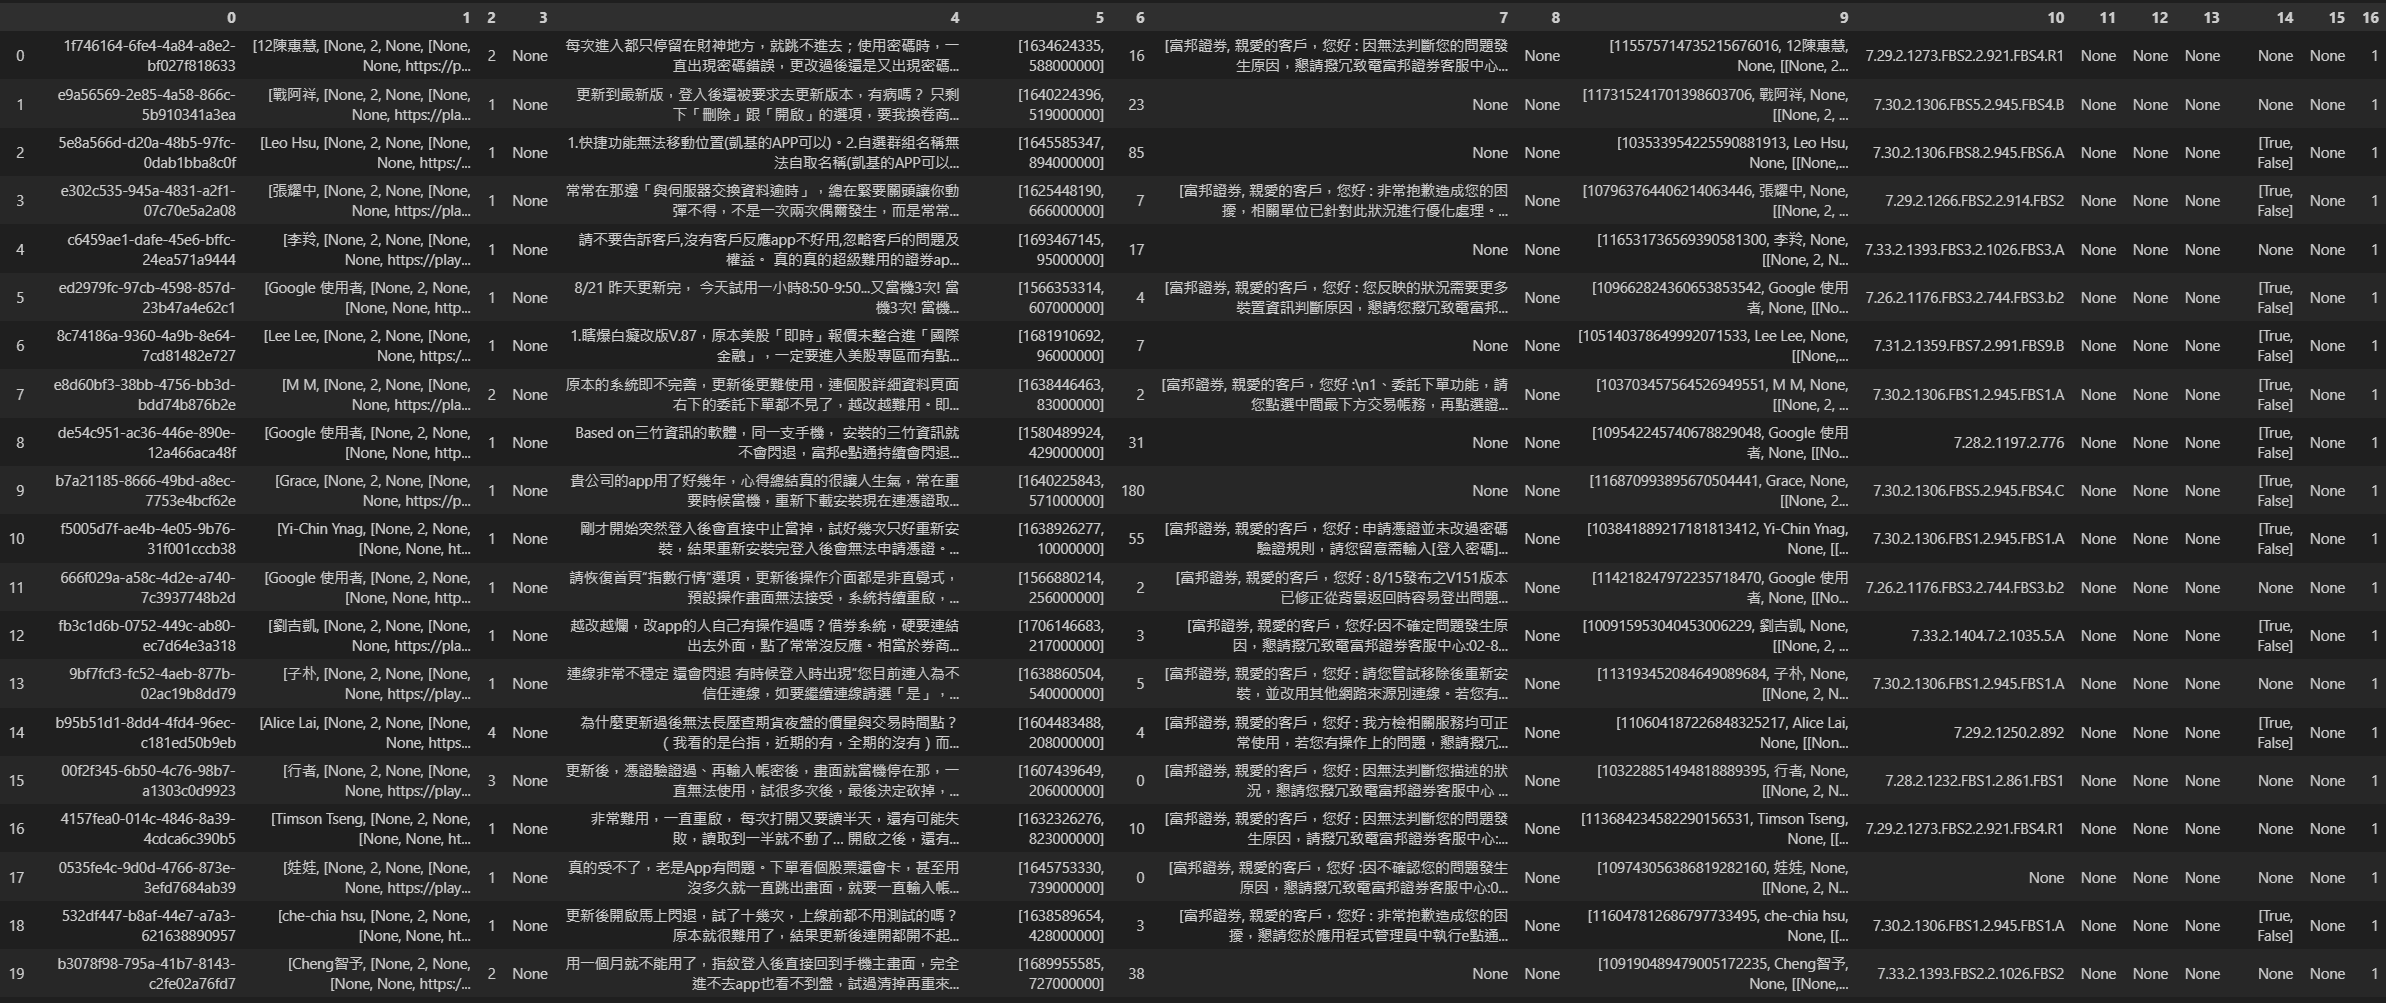 0 1 2 3 4 5 6 7 8 9 10 11 12 13 14 15 16
0 1f746164-6fe4-4a84-a8e2-bf027f818633 [12陳惠慧, [None, 2, None, [None, None, https://p... 2 None 每次進入都只停留在財神地方，就跳不進去；使用密碼時，一直出現密碼錯誤，更改過後還是又出現密碼... [1634624335, 588000000] 16 [富邦證券, 親愛的客戶，您好 : 因無法判斷您的問題發生原因，懇請撥冗致電富邦證券客服中心... None [115575714735215676016, 12陳惠慧, None, [[None, 2... 7.29.2.1273.FBS2.2.921.FBS4.R1 None None None None None 1
1 e9a56569-2e85-4a58-866c-5b910341a3ea [戰阿祥, [None, 2, None, [None, None, https://pla... 1 None 更新到最新版，登入後還被要求去更新版本，有病嗎？ 只剩下「刪除」跟「開啟」的選項，要我換卷商... [1640224396, 519000000] 23 None None [117315241701398603706, 戰阿祥, None, [[None, 2, ... 7.30.2.1306.FBS5.2.945.FBS4.B None None None None None 1
2 5e8a566d-d20a-48b5-97fc-0dab1bba8c0f [Leo Hsu, [None, 2, None, [None, None, https:/... 1 None 1.快捷功能無法移動位置(凱基的APP可以)。2.自選群組名稱無法自取名稱(凱基的APP可以... [1645585347, 894000000] 85 None None [103533954225590881913, Leo Hsu, None, [[None,... 7.30.2.1306.FBS8.2.945.FBS6.A None None None [True, False] None 1
3 e302c535-945a-4831-a2f1-07c70e5a2a08 [張耀中, [None, 2, None, [None, None, https://pla... 1 None 常常在那邊「與伺服器交換資料逾時」，總在緊要關頭讓你動彈不得，不是一次兩次偶爾發生，而是常常... [1625448190, 666000000] 7 [富邦證券, 親愛的客戶，您好 : 非常抱歉造成您的困擾，相關單位已針對此狀況進行優化處理。... None [107963764406214063446, 張耀中, None, [[None, 2, ... 7.29.2.1266.FBS2.2.914.FBS2 None None None [True, False] None 1
4 c6459ae1-dafe-45e6-bffc-24ea571a9444 [李羚, [None, 2, None, [None, None, https://play... 1 None 請不要告訴客戶,沒有客戶反應app不好用,忽略客戶的問題及權益。 真的真的超級難用的證券ap... [1693467145, 95000000] 17 None None [116531736569390581300, 李羚, None, [[None, 2, N... 7.33.2.1393.FBS3.2.1026.FBS3.A None None None None None 1
5 ed2979fc-97cb-4598-857d-23b47a4e62c1 [Google 使用者, [None, 2, None, [None, None, http... 1 None 8/21 昨天更新完， 今天試用一小時8:50-9:50...又當機3次! 當機3次! 當機... [1566353314, 607000000] 4 [富邦證券, 親愛的客戶，您好 : 您反映的狀況需要更多裝置資訊判斷原因，懇請您撥冗致電富邦... None [109662824360653853542, Google 使用者, None, [[No... 7.26.2.1176.FBS3.2.744.FBS3.b2 None None None [True, False] None 1
6 8c74186a-9360-4a9b-8e64-7cd81482e727 [Lee Lee, [None, 2, None, [None, None, https:/... 1 None 1.瞎爆白癡改版V.87，原本美股「即時」報價未整合進「國際金融」，一定要進入美股專區而有點... [1681910692, 96000000] 7 None None [105140378649992071533, Lee Lee, None, [[None,... 7.31.2.1359.FBS7.2.991.FBS9.B None None None [True, False] None 1
7 e8d60bf3-38bb-4756-bb3d-bdd74b876b2e [M M, [None, 2, None, [None, None, https://pla... 2 None 原本的系統即不完善，更新後更難使用，連個股詳細資料頁面右下的委託下單都不見了，越改越難用。即... [1638446463, 83000000] 2 [富邦證券, 親愛的客戶，您好 :\n1、委託下單功能，請您點選中間最下方交易帳務，再點選證... None [103703457564526949551, M M, None, [[None, 2, ... 7.30.2.1306.FBS1.2.945.FBS1.A None None None [True, False] None 1
8 de54c951-ac36-446e-890e-12a466aca48f [Google 使用者, [None, 2, None, [None, None, http... 1 None Based on三竹資訊的軟體，同一支手機， 安裝的三竹資訊就不會閃退，富邦e點通持續會閃退... [1580489924, 429000000] 31 None None [109542245740678829048, Google 使用者, None, [[No... 7.28.2.1197.2.776 None None None [True, False] None 1
9 b7a21185-8666-49bd-a8ec-7753e4bcf62e [Grace, [None, 2, None, [None, None, https://p... 1 None 貴公司的app用了好幾年，心得總結真的很讓人生氣，常在重要時候當機，重新下載安裝現在連憑證取... [1640225843, 571000000] 180 None None [116870993895670504441, Grace, None, [[None, 2... 7.30.2.1306.FBS5.2.945.FBS4.C None None None [True, False] None 1
10 f5005d7f-ae4b-4e05-9b76-31f001cccb38 [Yi-Chin Ynag, [None, 2, None, [None, None, ht... 1 None 剛才開始突然登入後會直接中止當掉，試好幾次只好重新安裝，結果重新安裝完登入後會無法申請憑證。... [1638926277, 10000000] 55 [富邦證券, 親愛的客戶，您好 : 申請憑證並未改過密碼驗證規則，請您留意需輸入[登入密碼]... None [103841889217181813412, Yi-Chin Ynag, None, [[... 7.30.2.1306.FBS1.2.945.FBS1.A None None None [True, False] None 1
11 666f029a-a58c-4d2e-a740-7c3937748b2d [Google 使用者, [None, 2, None, [None, None, http... 1 None 請恢復首頁"指數行情"選項，更新後操作介面都是非直覺式，預設操作畫面無法接受，系統持續重啟，... [1566880214, 256000000] 2 [富邦證券, 親愛的客戶，您好 : 8/15發布之V151版本已修正從背景返回時容易登出問題... None [114218247972235718470, Google 使用者, None, [[No... 7.26.2.1176.FBS3.2.744.FBS3.b2 None None None None None 1
12 fb3c1d6b-0752-449c-ab80-ec7d64e3a318 [劉吉凱, [None, 2, None, [None, None, https://pla... 1 None 越改越爛，改app的人自己有操作過嗎？借券系統，硬要連結出去外面，點了常常沒反應。相當於券商... [1706146683, 217000000] 3 [富邦證券, 親愛的客戶，您好:因不確定問題發生原因，懇請撥冗致電富邦證券客服中心:02-8... None [100915953040453006229, 劉吉凱, None, [[None, 2, ... 7.33.2.1404.7.2.1035.5.A None None None [True, False] None 1
13 9bf7fcf3-fc52-4aeb-877b-02ac19b8dd79 [子朴, [None, 2, None, [None, None, https://play... 1 None 連線非常不穩定 還會閃退 有時候登入時出現"您目前連入為不信任連線，如要繼續連線請選「是」，... [1638860504, 540000000] 5 [富邦證券, 親愛的客戶，您好 : 請您嘗試移除後重新安裝，並改用其他網路來源別連線。若您有... None [113193452084649089684, 子朴, None, [[None, 2, N... 7.30.2.1306.FBS1.2.945.FBS1.A None None None None None 1
14 b95b51d1-8dd4-4fd4-96ec-c181ed50b9eb [Alice Lai, [None, 2, None, [None, None, https... 4 None 為什麼更新過後無法長壓查期貨夜盤的價量與交易時間點？（我看的是台指，近期的有，全期的沒有）而... [1604483488, 208000000] 4 [富邦證券, 親愛的客戶，您好 : 我方檢相關服務均可正常使用，若您有操作上的問題，懇請撥冗... None [110604187226848325217, Alice Lai, None, [[Non... 7.29.2.1250.2.892 None None None [True, False] None 1
15 00f2f345-6b50-4c76-98b7-a1303c0d9923 [行者, [None, 2, None, [None, None, https://play... 3 None 更新後，憑證驗證過、再輸入帳密後，畫面就當機停在那，一直無法使用，試很多次後，最後決定砍掉，... [1607439649, 206000000] 0 [富邦證券, 親愛的客戶，您好 : 因無法判斷您描述的狀況，懇請您撥冗致電富邦證券客服中心 ... None [103228851494818889395, 行者, None, [[None, 2, N... 7.28.2.1232.FBS1.2.861.FBS1 None None None None None 1
16 4157fea0-014c-4846-8a39-4cdca6c390b5 [Timson Tseng, [None, 2, None, [None, None, ht... 1 None 非常難用，一直重啟， 每次打開又要讀半天，還有可能失敗，讀取到一半就不動了... 開啟之後，還有... [1632326276, 823000000] 10 [富邦證券, 親愛的客戶，您好 : 因無法判斷您的問題發生原因，請撥冗致電富邦證券客服中心:... None [113684234582290156531, Timson Tseng, None, [[... 7.29.2.1273.FBS2.2.921.FBS4.R1 None None None None None 1
17 0535fe4c-9d0d-4766-873e-3efd7684ab39 [娃娃, [None, 2, None, [None, None, https://play... 1 None 真的受不了，老是App有問題。下單看個股票還會卡，甚至用沒多久就一直跳出畫面，就要一直輸入帳... [1645753330, 739000000] 0 [富邦證券, 親愛的客戶，您好 :因不確認您的問題發生原因，懇請撥冗致電富邦證券客服中心:0... None [109743056386819282160, 娃娃, None, [[None, 2, N... None None None None None None 1
18 532df447-b8af-44e7-a7a3-621638890957 [che-chia hsu, [None, 2, None, [None, None, ht... 1 None 更新後開啟馬上閃退，試了十幾次，上線前都不用測試的嗎？原本就很難用了，結果更新後連開都開不起... [1638589654, 428000000] 3 [富邦證券, 親愛的客戶，您好 : 非常抱歉造成您的困擾，懇請您於應用程式管理員中執行e點通... None [116047812686797733495, che-chia hsu, None, [[... 7.30.2.1306.FBS1.2.945.FBS1.A None None None [True, False] None 1
19 b3078f98-795a-41b7-8143-c2fe02a76fd7 [Cheng智予, [None, 2, None, [None, None, https:/... 2 None 用一個月就不能用了，指紋登入後直接回到手機主畫面，完全進不去app也看不到盤，試過清掉再重來... [1689955585, 727000000] 38 None None [109190489479005172235, Cheng智予, None, [[None,... 7.33.2.1393.FBS2.2.1026.FBS2 None None None None None 1